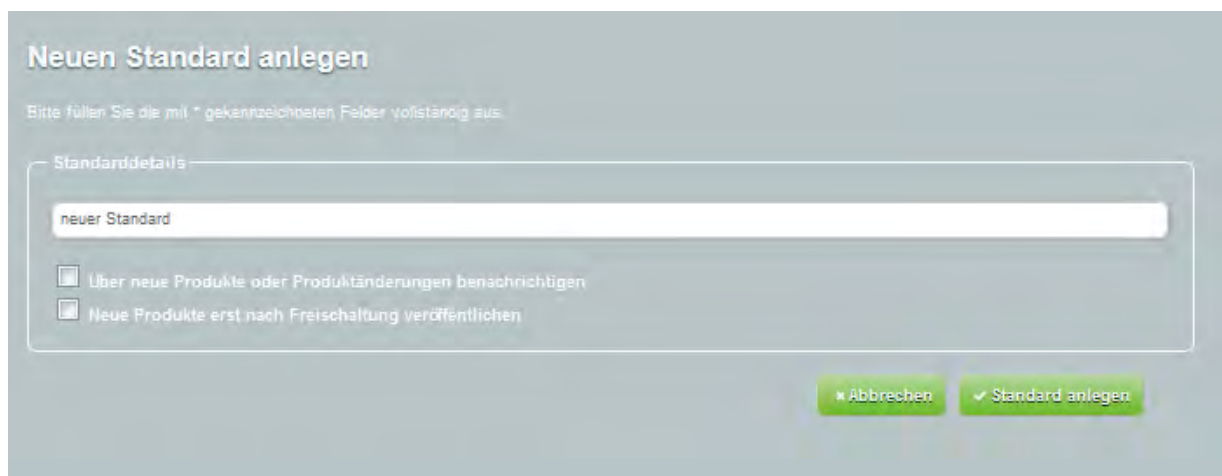 Neuen Standard anlegen
Bitte füllen Sie die mit * gekennzeichneten Felder vollständig aus.
Standarddetails
neuer Standard
Über neue Produkte oder Produktänderungen benachrichtigen
Neue Produkte erst nach Freischaltung veröffentlichen
× Abbrechen ✓ Standard anlegen